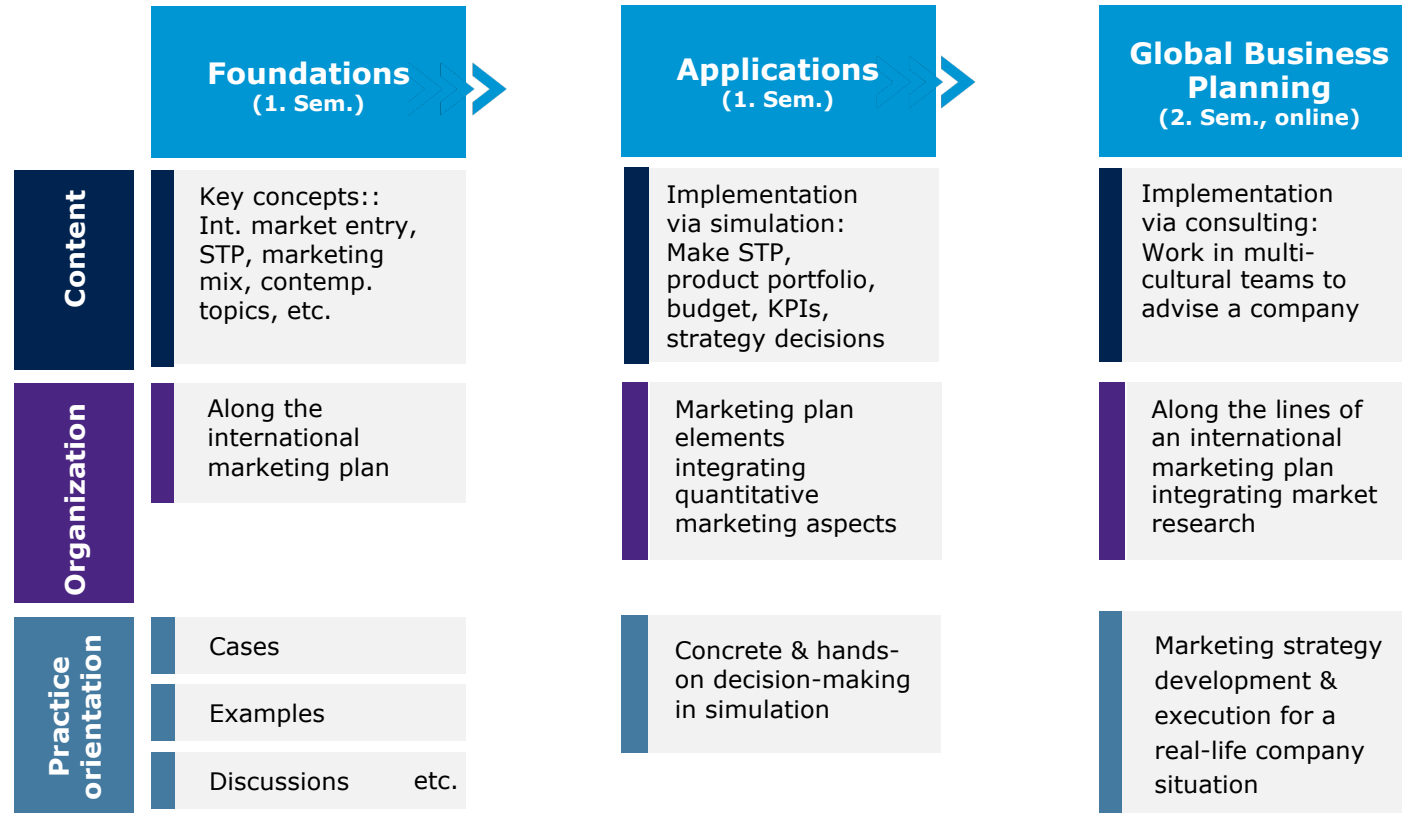 Foundations
(1. Sem.)
Applications
(1. Sem.)
Global Business
Planning
(2. Sem., online)
Content
Key concepts::
Int. market entry,
STP, marketing
mix, contemp.
topics, etc.
Implementation
via simulation:
Make STP,
product portfolio,
budget, KPIs,
strategy decisions
Implementation
via consulting:
Work in multi-
cultural teams to
advise a company
Organization
Along the
international
marketing plan
Marketing plan
elements
integrating
quantitative
marketing aspects
Along the lines of
an international
marketing plan
integrating market
research
Practice
orientation
Cases
Examples
Discussions etc.
Concrete & hands-
on decision-making
in simulation
Marketing strategy
development &
execution for a
real-life company
situation